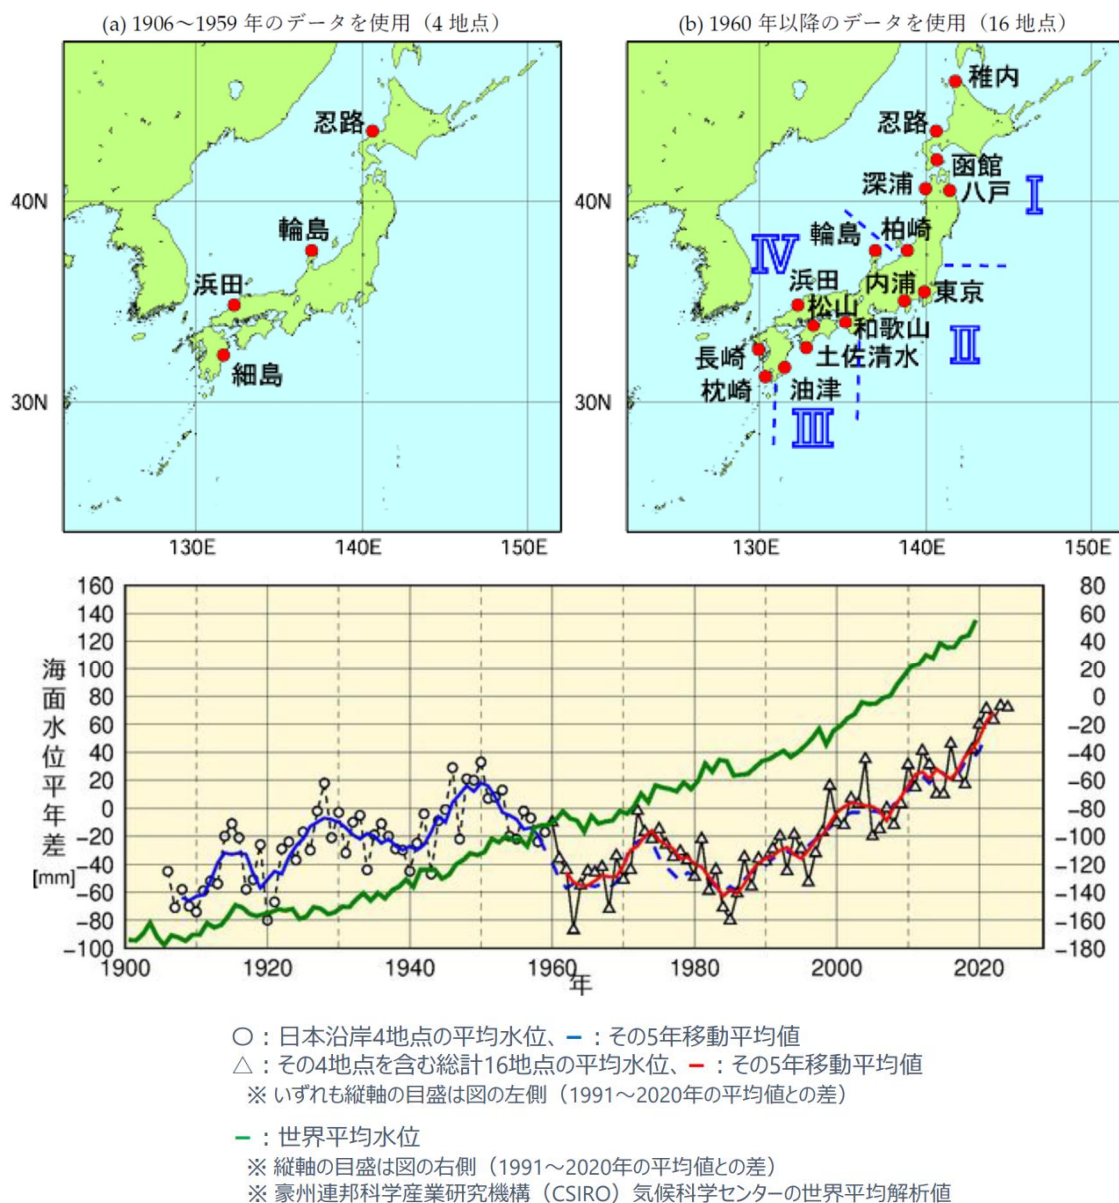 (a) 1906～1959 年のデータを使用（4 地点）
(b) 1960 年以降のデータを使用（16 地点）
忍路
輪島
浜田
細島
40N
30N
130E
140E
150E
稚内
忍路
函館
深浦
八戸
I
輪島
柏崎
IV
浜田
内浦
東京
松山
和歌山
II
長崎
土佐清水
枕崎
油津
III
40N
30N
130E
140E
150E
海面水位平年差
[mm]
160
140
120
100
80
60
40
20
0
−20
−40
−60
−80
−100
80
60
40
20
0
−20
−40
−60
−80
−100
−120
−140
−160
−180
1900
1920
1940
1960
1980
2000
2020
年
○：日本沿岸4地点の平均水位、－：その5年移動平均値
△：その4地点を含む総計16地点の平均水位、－：その5年移動平均値
※ いずれも縦軸の目盛は図の左側（1991～2020年の平均値との差）
－：世界平均水位
※ 縦軸の目盛は図の右側（1991～2020年の平均値との差）
※ 豪州連邦科学産業研究機構（CSIRO）気候科学センターの世界平均解析値